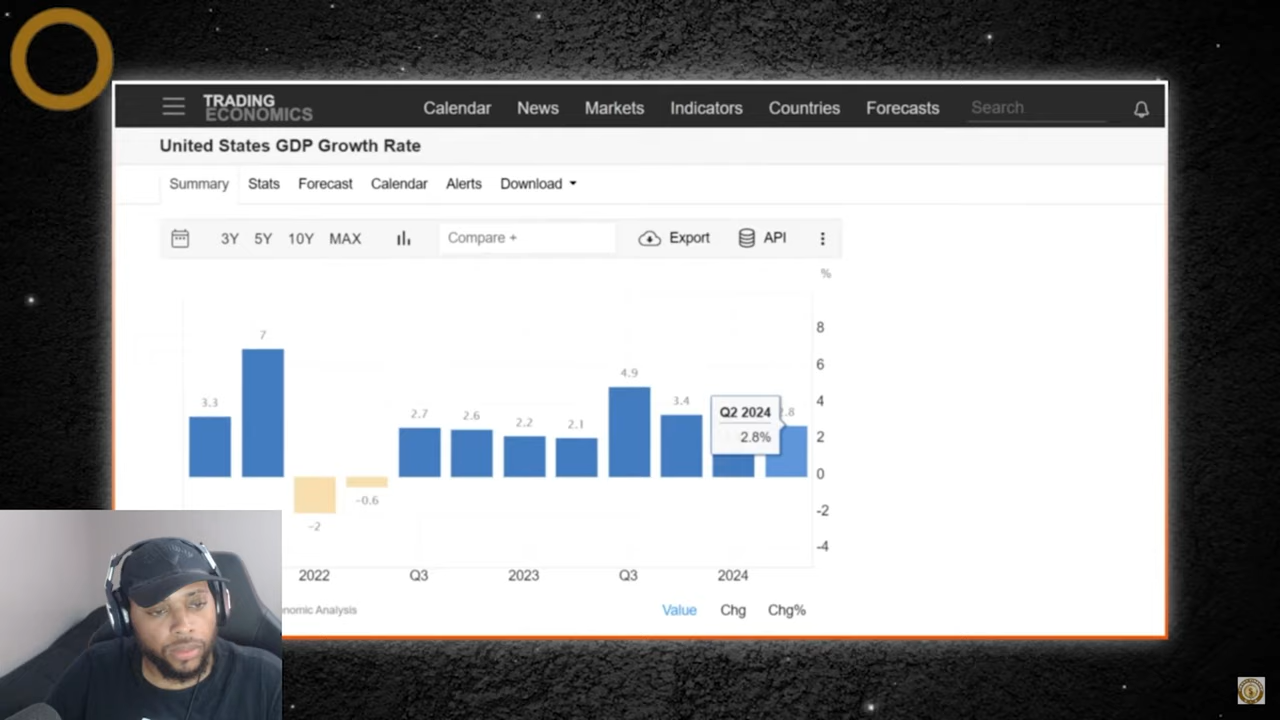 TRADING
ECONOMICS
Calendar News Markets Indicators Countries Forecasts Search
United States GDP Growth Rate
Summary Stats Forecast Calendar Alerts Download
3Y 5Y 10Y MAX Compare + Export API
%
8
6
4
2
0
-2
-4
3.3
7
-2
-0.6
2.7
2.6
2.2
2.1
4.9
3.4
Q2 2024
2.8%
2022 Q3 2023 Q3 2024
Analysis
Value Chg Chg%